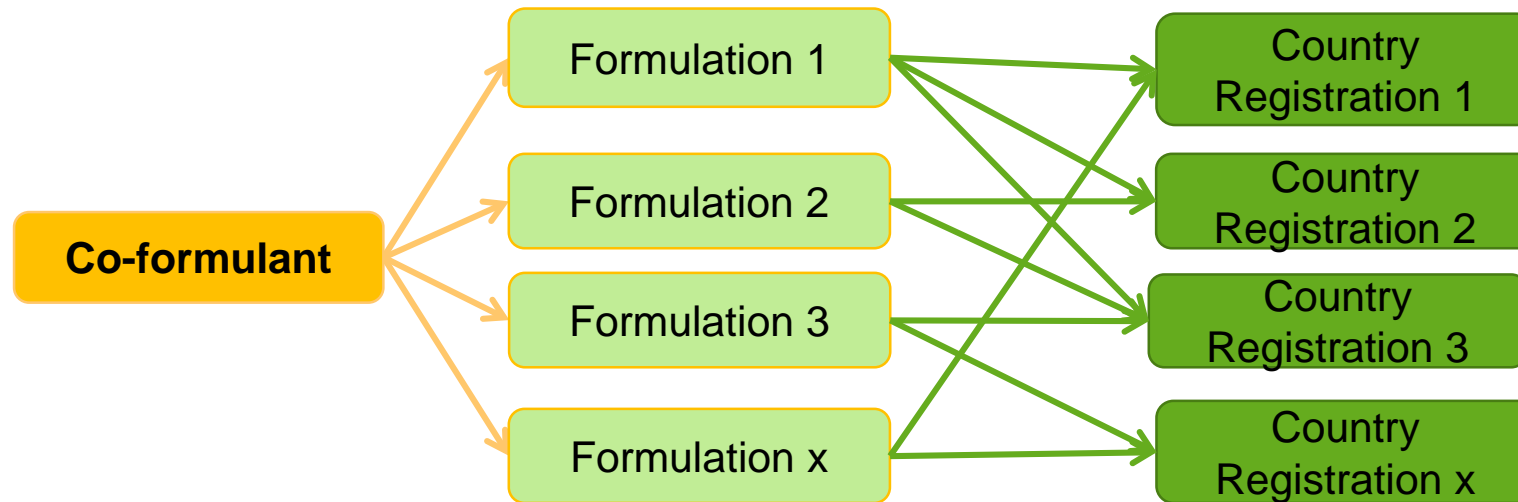 Co-formulant
Formulation 1
Formulation 2
Formulation 3
Formulation x
Country
Registration 1
Country
Registration 2
Country
Registration 3
Country
Registration x